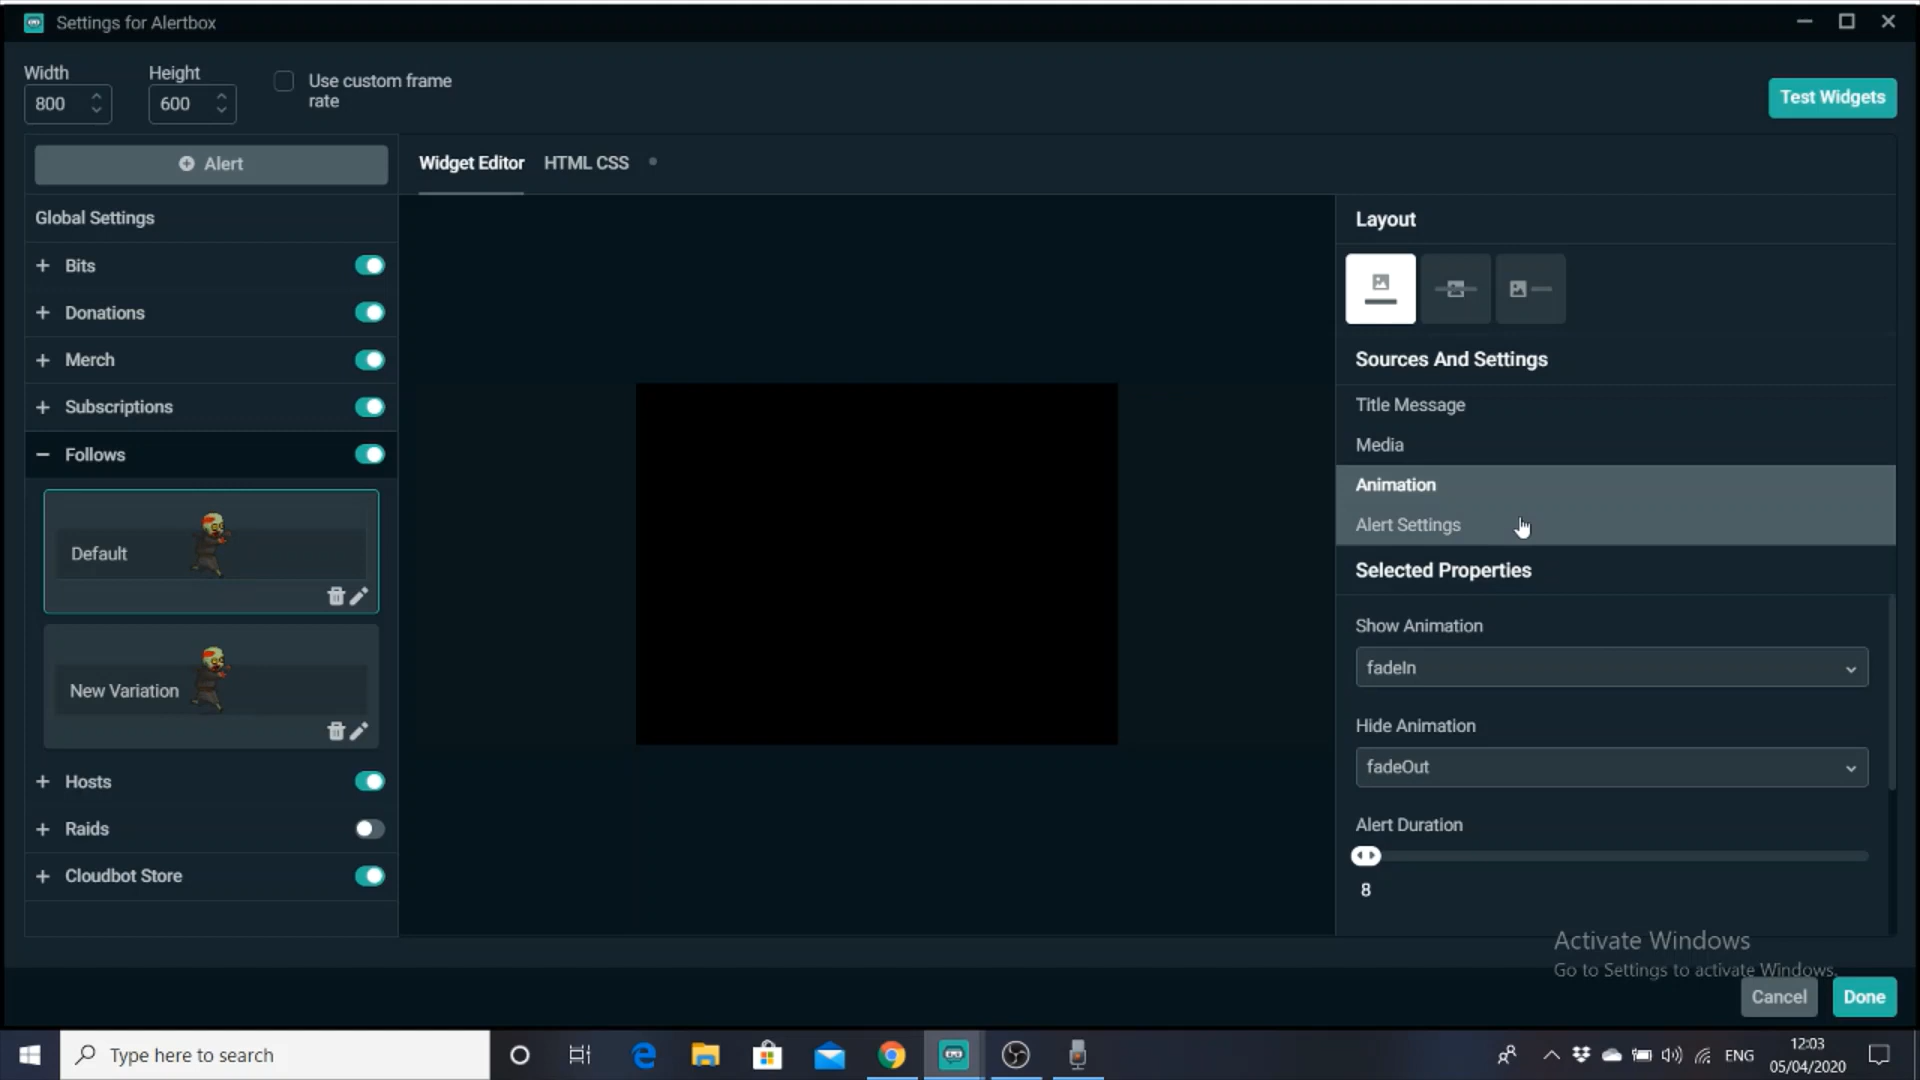 Settings for Alertbox
Width
Height
800
600
Use custom frame
rate
Test Widgets
Alert
Widget Editor
HTML CSS
Global Settings
Bits
Donations
Merch
Subscriptions
Follows
Default
New Variation
Hosts
Raids
Cloudbot Store
Layout
Sources And Settings
Title Message
Media
Animation
Alert Settings
Selected Properties
Show Animation
fadeIn
Hide Animation
fadeOut
Alert Duration
8
Activate Windows
Go to Settings to activate Windows.
Cancel
Done
Type here to search
ENG
12:03
05/04/2020